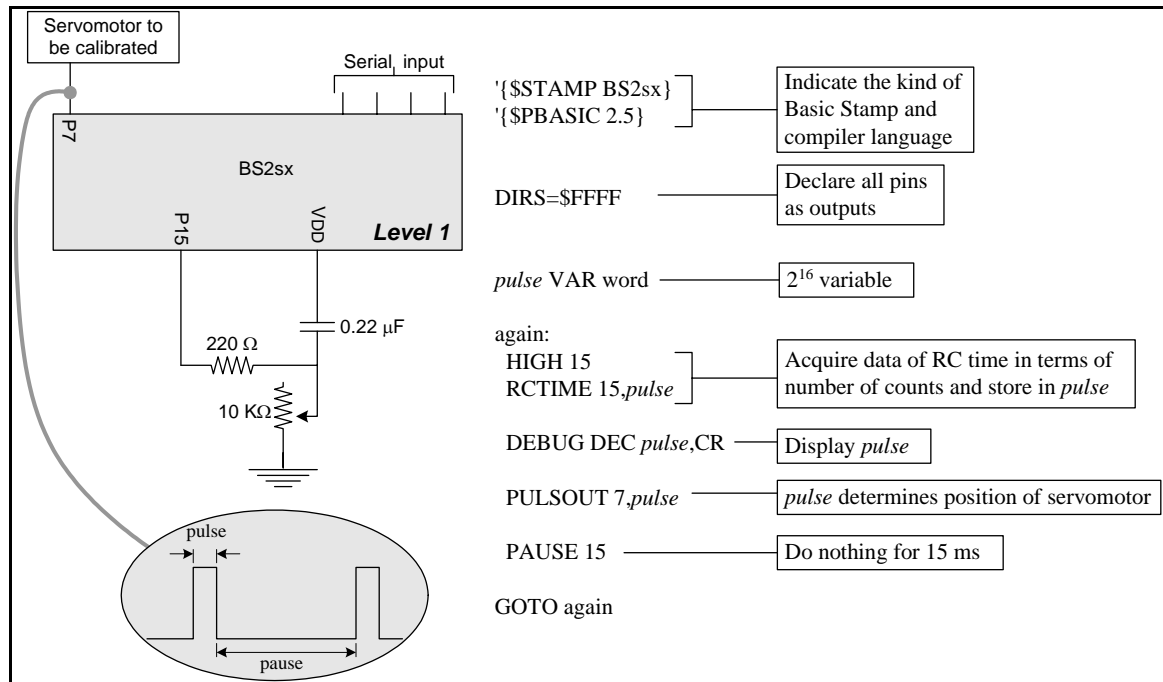 Servomotor to
be calibrated
Serial input
P7
BS2sx
P15
VDD
Level 1
0.22 µF
220 Ω
10 KΩ
pulse
pause
'{$STAMP BS2sx}
'{$PBASIC 2.5}
Indicate the kind of
Basic Stamp and
compiler language
DIRS=$FFFF
Declare all pins
as outputs
pulse VAR word
2¹⁶ variable
again:
HIGH 15
RCTIME 15,pulse
Acquire data of RC time in terms of
number of counts and store in pulse
DEBUG DEC pulse,CR
Display pulse
PULSOUT 7,pulse
pulse determines position of servomotor
PAUSE 15
Do nothing for 15 ms
GOTO again